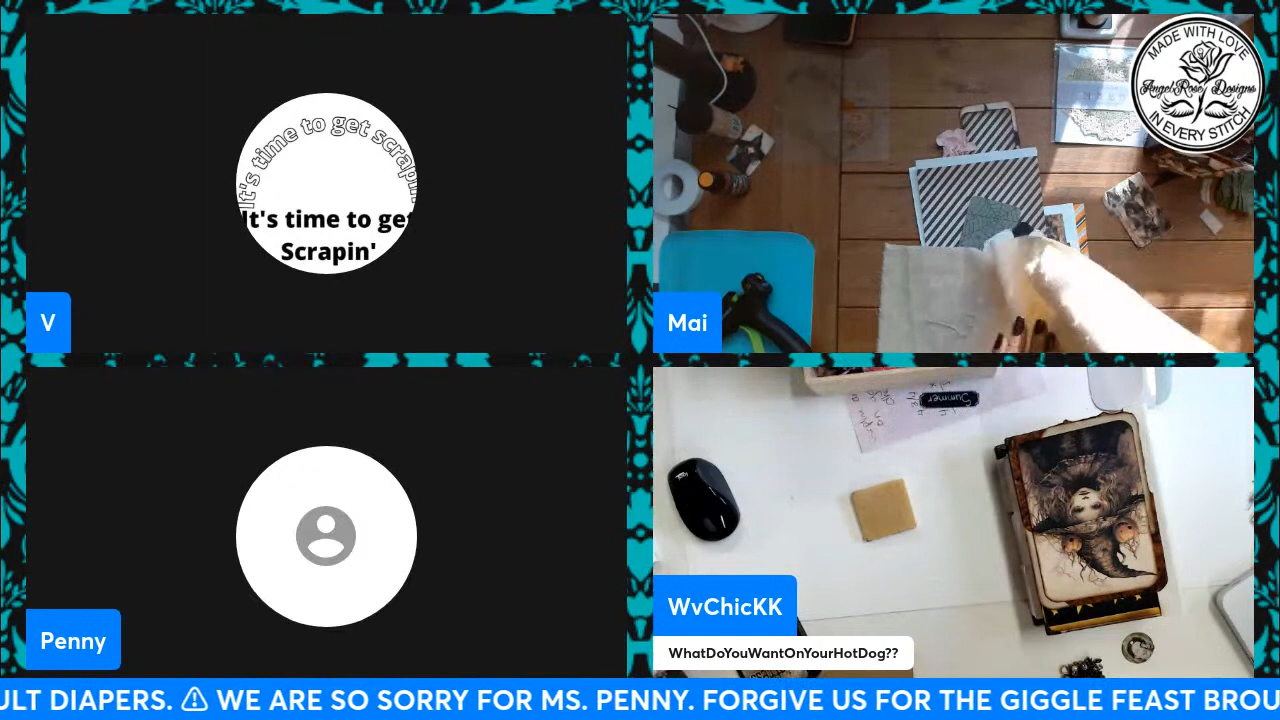 It's time to get scrapin'
It's time to get
Scrapin'
V
MADE WITH LOVE
AngelRose Designs
IN EVERY STITCH
Mai
Penny
Summer
WvChicKK
WhatDoYouWantOnYourHotDog??
ULT DIAPERS. ⚠ WE ARE SO SORRY FOR MS. PENNY. FORGIVE US FOR THE GIGGLE FEAST BROU